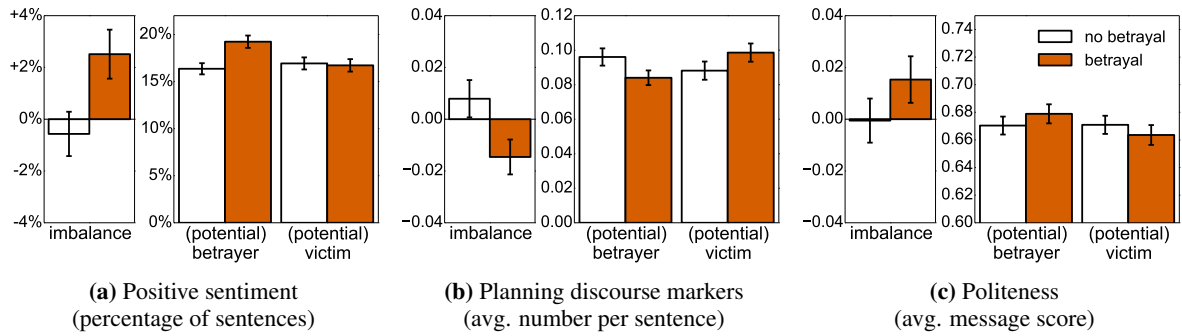 +4%
+2%
0%
-2%
-4%
imbalance
20%
15%
10%
5%
0%
(potential) betrayer
(potential) victim
(a) Positive sentiment
(percentage of sentences)
0.04
0.02
0.00
−0.02
−0.04
imbalance
0.12
0.10
0.08
0.06
0.04
0.02
0.00
(potential) betrayer
(potential) victim
(b) Planning discourse markers
(avg. number per sentence)
0.04
0.02
0.00
−0.02
−0.04
imbalance
0.76
0.74
0.72
0.70
0.68
0.66
0.64
0.62
0.60
no betrayal
betrayal
(potential) betrayer
(potential) victim
(c) Politeness
(avg. message score)